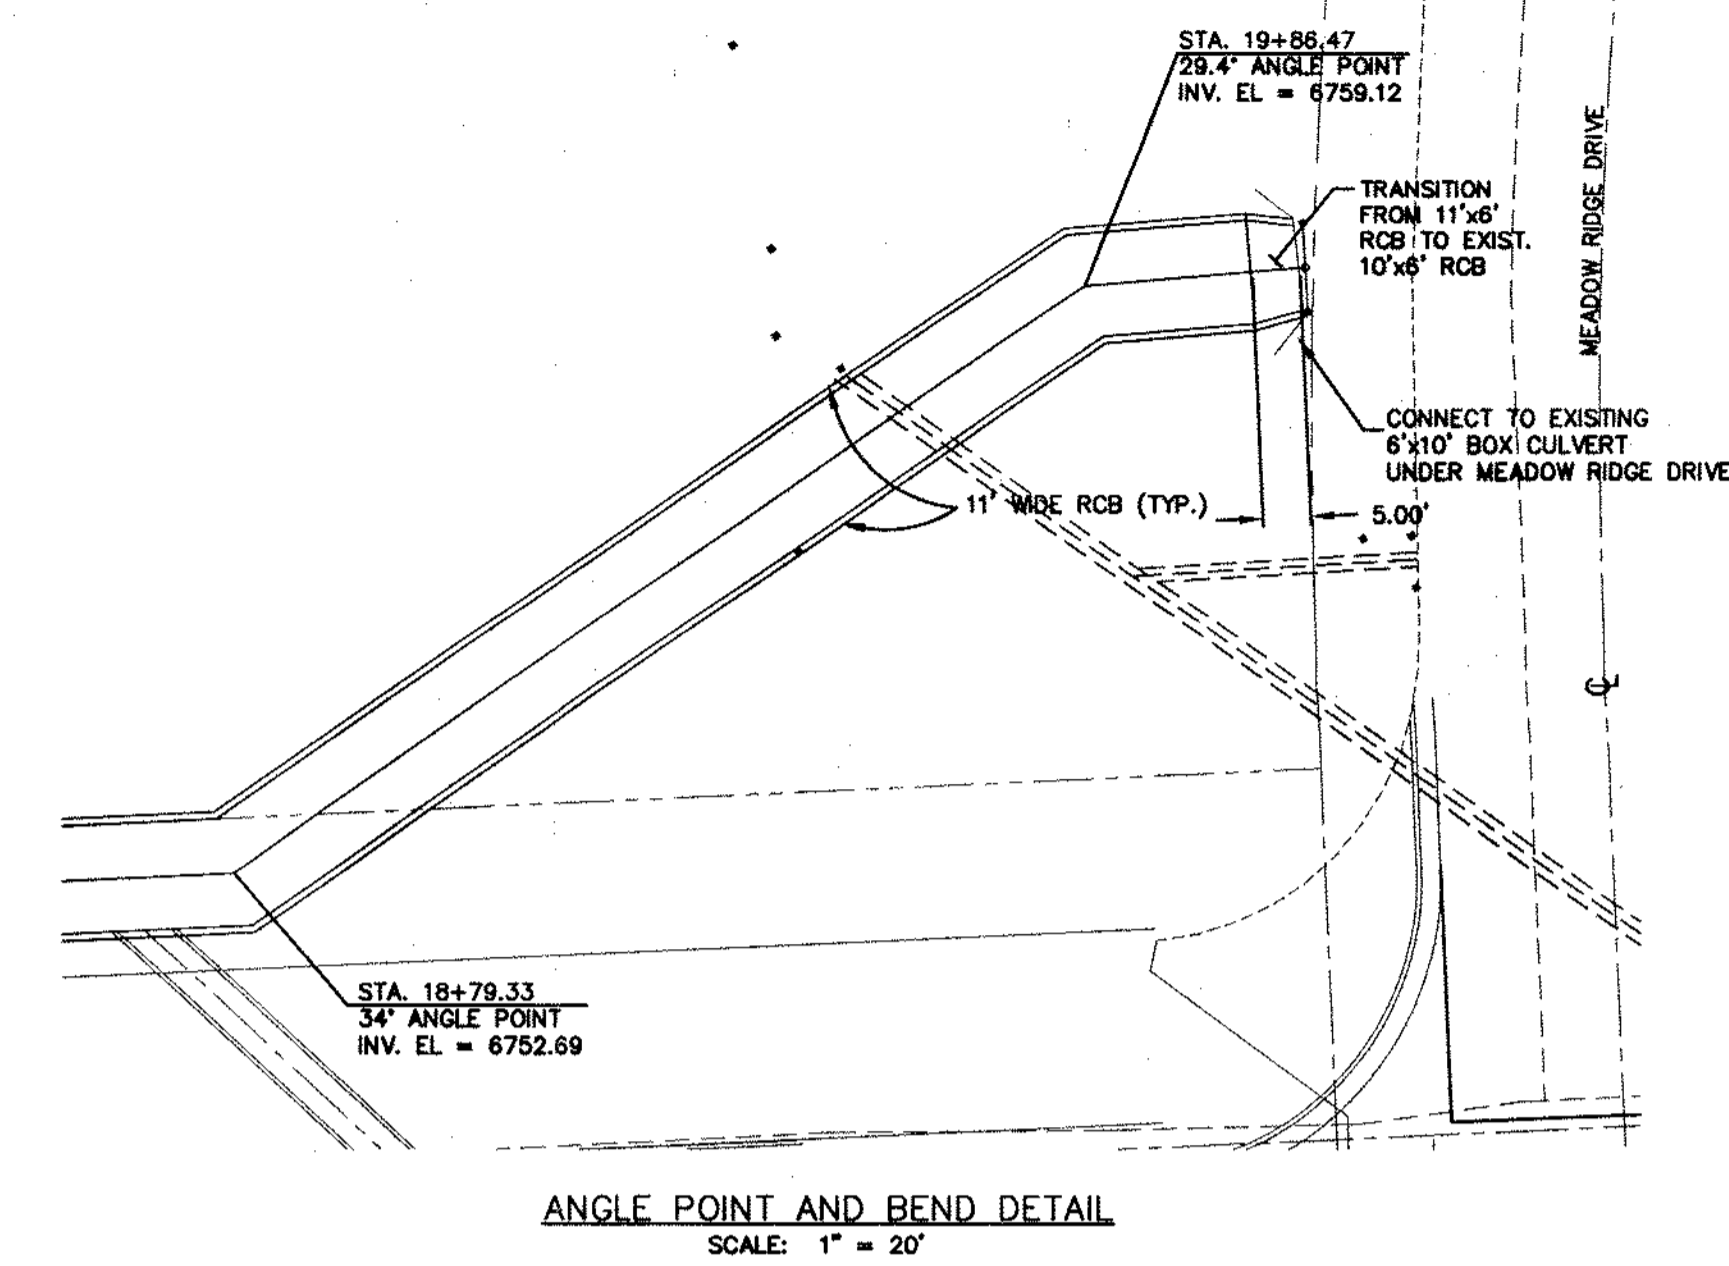 STA. 19+86.47
29.4° ANGLE POINT
INV. EL = 6759.12
TRANSITION
FROM 11'x6'
RCB TO EXIST.
10'x6' RCB
MEADOW RIDGE DRIVE
CONNECT TO EXISTING
6'x10' BOX CULVERT
UNDER MEADOW RIDGE DRIVE
11' WIDE RCB (TYP.)
5.00'
℄
STA. 18+79.33
34° ANGLE POINT
INV. EL = 6752.69
ANGLE POINT AND BEND DETAIL
SCALE: 1" = 20'